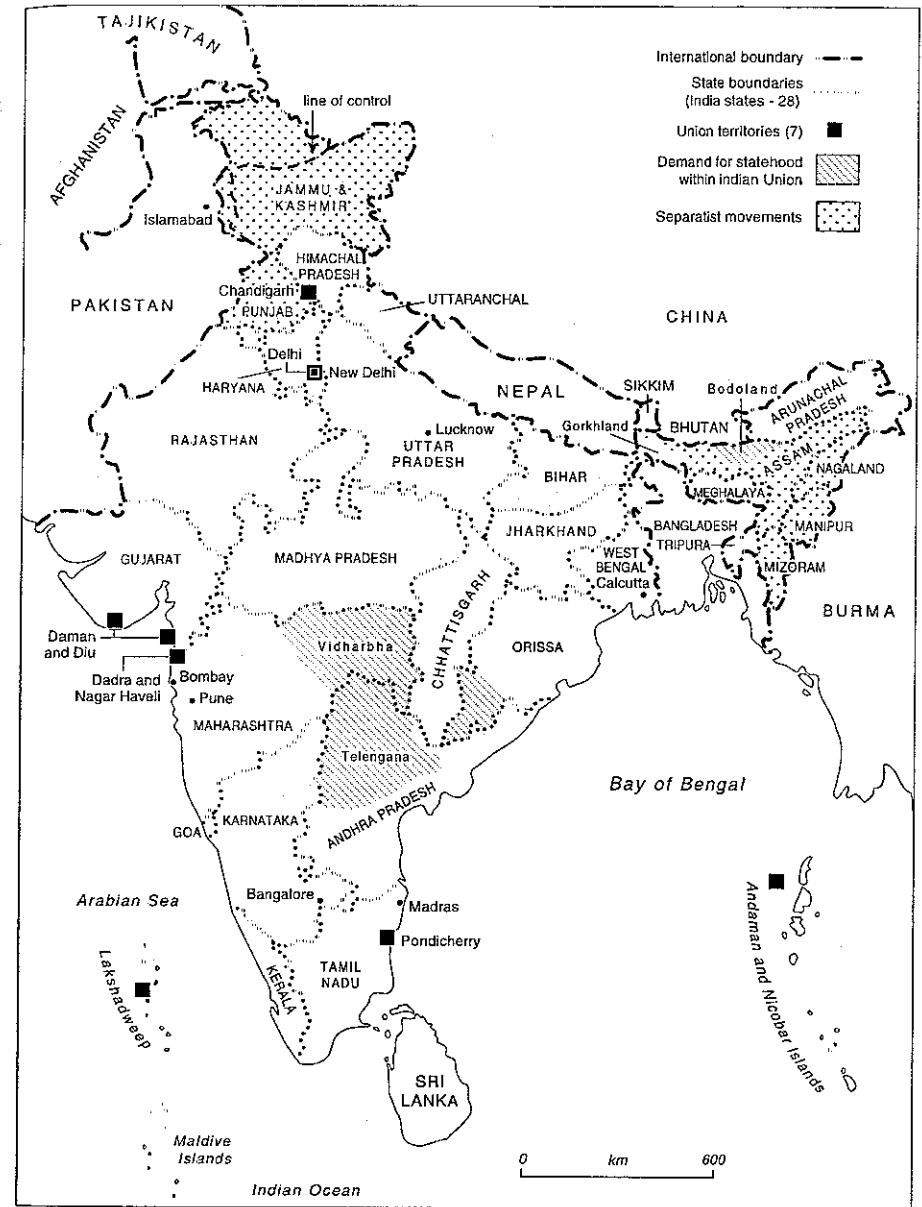 TAJIKISTAN
AFGHANISTAN
International boundary
State boundaries
(India states - 28)
Union territories (7)
Demand for statehood
within indian Union
Separatist movements
line of control
JAMMU &
KASHMIR
Islamabad
HIMACHAL
PRADESH
Chandigarh
PUNJAB
UTTARANCHAL
PAKISTAN
CHINA
Delhi
New Delhi
HARYANA
NEPAL
SIKKIM
Bodoland
ARUNACHAL
PRADESH
RAJASTHAN
Lucknow
UTTAR
PRADESH
Gorkhland
BHUTAN
ASSAM
NAGALAND
BIHAR
MEGHALAYA
JHARKHAND
BANGLADESH
MANIPUR
TRIPURA
GUJARAT
MADHYA PRADESH
WEST
BENGAL
Calcutta
MIZORAM
BURMA
CHHATTISGARH
Daman
and Diu
Vidharbha
ORISSA
Dadra and
Nagar Haveli
Bombay
Pune
MAHARASHTRA
Telengana
Bay of Bengal
ANDHRA PRADESH
GOA
KARNATAKA
Arabian Sea
Bangalore
Madras
Pondicherry
Andaman and Nicobar Islands
Lakshadweep
KERALA
TAMIL
NADU
SRI
LANKA
Maldive
Islands
0 km 600
Indian Ocean